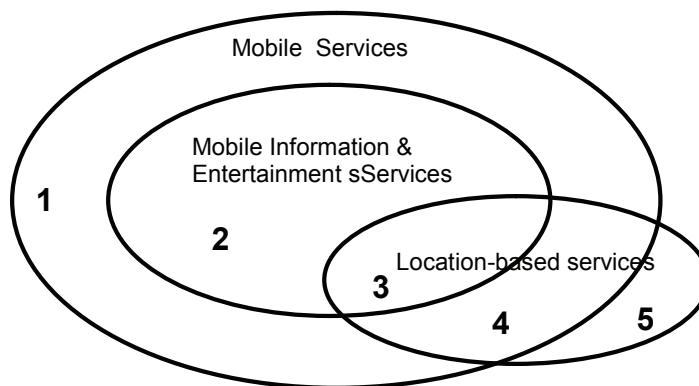 Mobile Services
Mobile Information &
Entertainment sServices
1
2
Location-based services
3
4
5